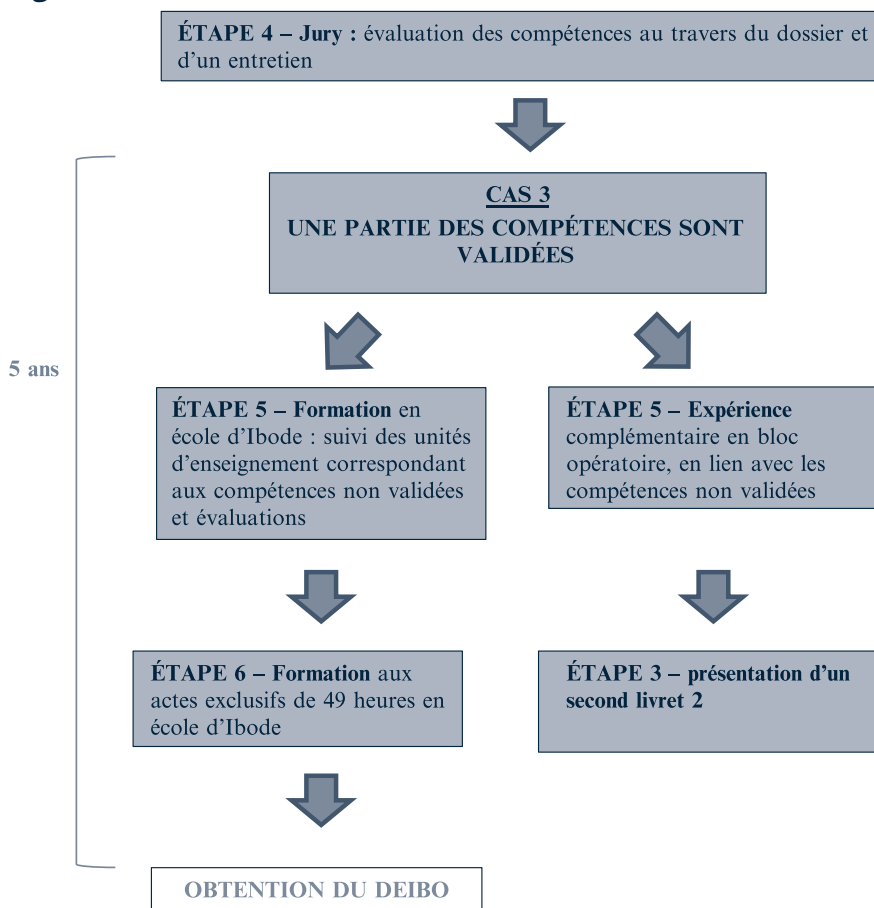 ÉTAPE 4 – Jury : évaluation des compétences au travers du dossier et
d'un entretien
CAS 3
UNE PARTIE DES COMPÉTENCES SONT
VALIDÉES
5 ans
ÉTAPE 5 – Formation en
école d'Ibode : suivi des unités
d'enseignement correspondant
aux compétences non validées
et évaluations
ÉTAPE 5 – Expérience
complémentaire en bloc
opératoire, en lien avec les
compétences non validées
ÉTAPE 6 – Formation aux
actes exclusifs de 49 heures en
école d'Ibode
ÉTAPE 3 – présentation d'un
second livret 2
OBTENTION DU DEIBO